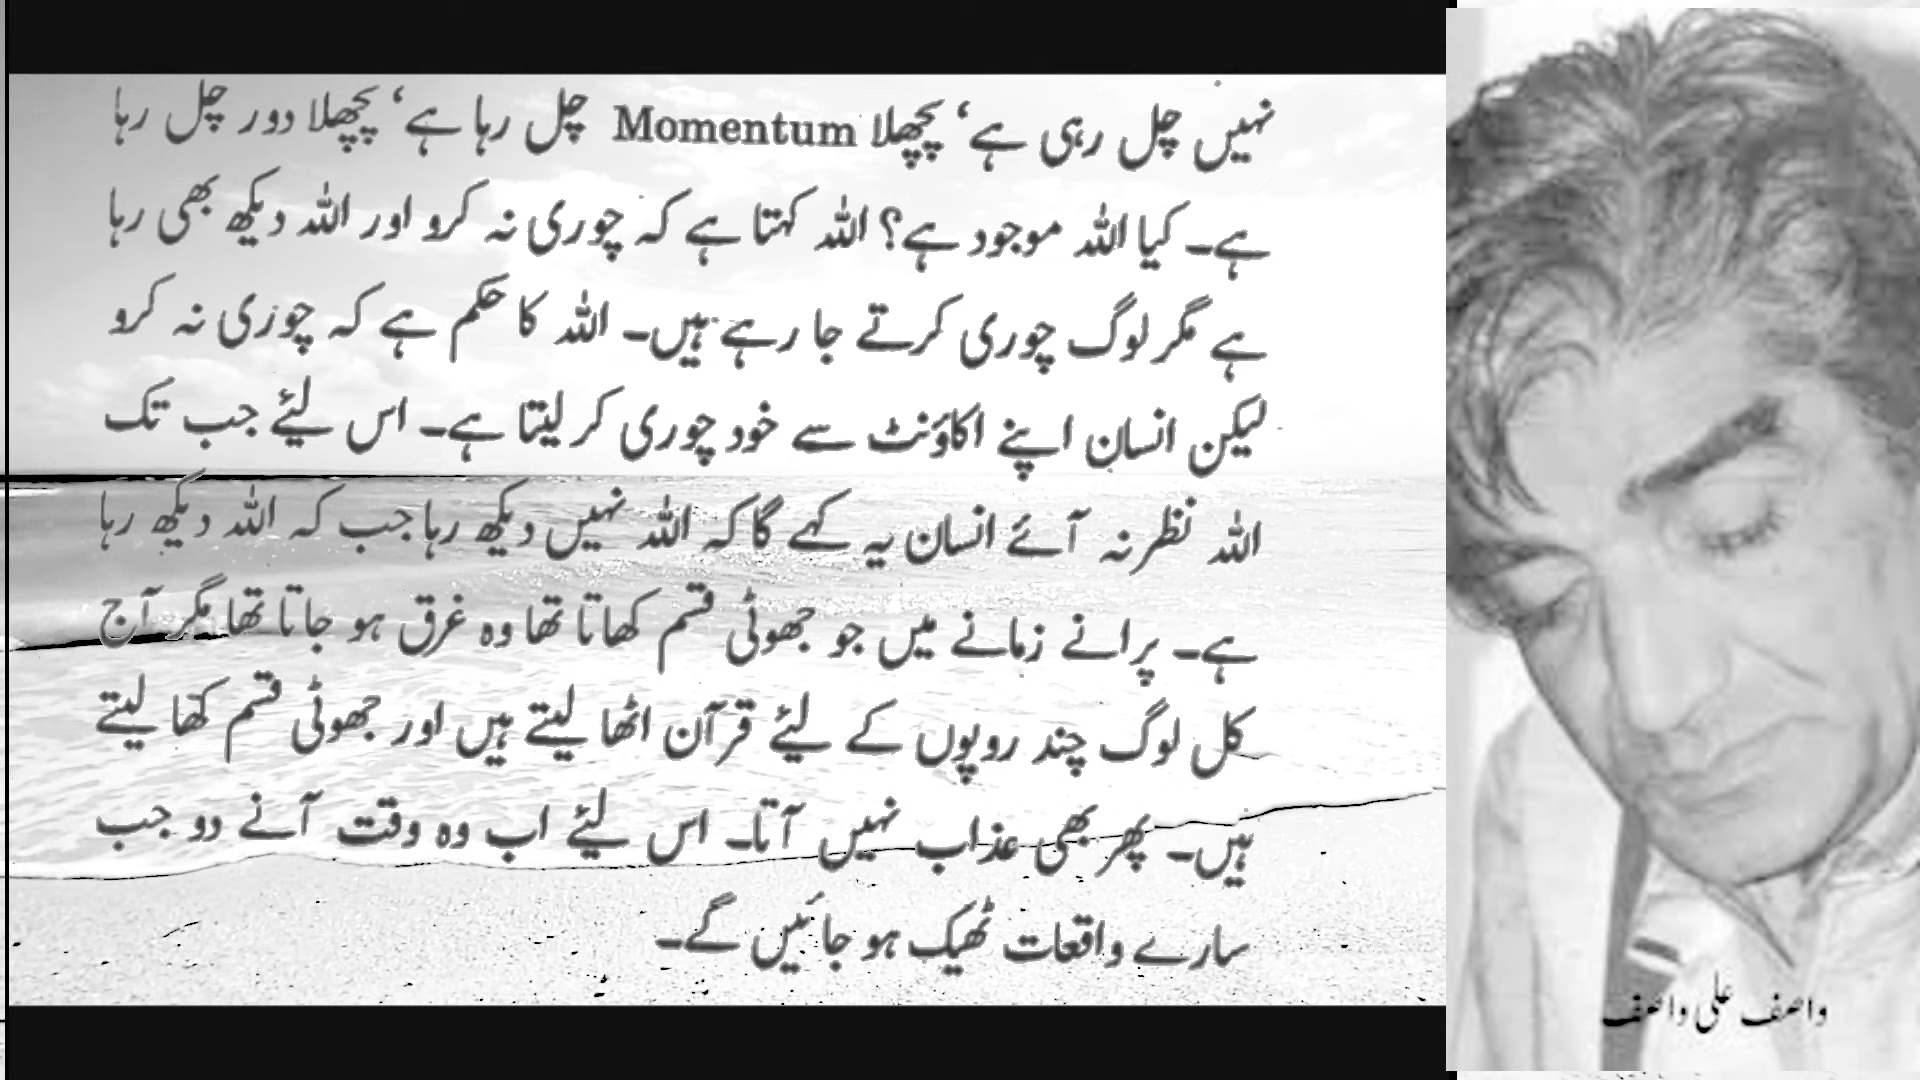 نہیں چل رہی ہے‘ پچھلا Momentum چل رہا ہے‘ پچھلا دور چل رہا
ہے۔ کیا اللہ موجود ہے؟ اللہ کہتا ہے کہ چوری نہ کرو اور اللہ دیکھ بھی رہا
ہے مگر لوگ چوری کرتے جا رہے ہیں۔ اللہ کا حکم ہے کہ چوری نہ کرو
لیکن انسان اپنے اکاؤنٹ سے خود چوری کر لیتا ہے۔ اس لیئے جب تک
اللہ نظر نہ آئے انسان یہ کہے گا کہ اللہ نہیں دیکھ رہا جب کہ اللہ دیکھ رہا
ہے۔ پرانے زمانے میں جو جھوٹی قسم کھاتا تھا وہ غرق ہو جاتا تھا مگر آج
کل لوگ چند روپوں کے لیئے قرآن اٹھا لیتے ہیں اور جھوٹی قسم کھا لیتے
ہیں۔ پھر بھی عذاب نہیں آتا۔ اس لیئے اب وہ وقت آنے دو جب
سارے واقعات ٹھیک ہو جائیں گے۔
واصف علی واصف